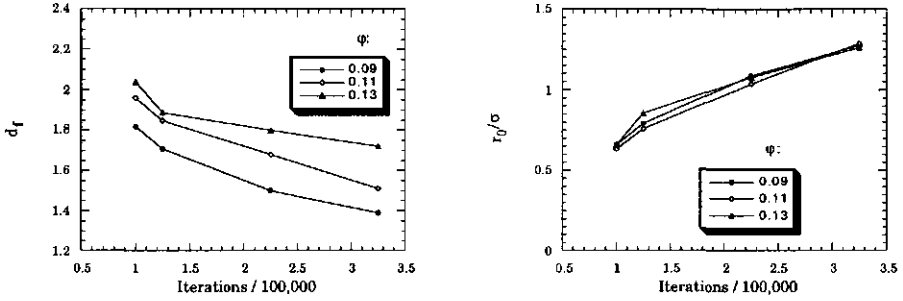 2.4
2.2
2
1.8
1.6
1.4
1.2
d_f
φ:
0.09
0.11
0.13
0.5 1 1.5 2 2.5 3 3.5
Iterations / 100,000
1.5
1
0.5
0
r_0/σ
φ:
0.09
0.11
0.13
0.5 1 1.5 2 2.5 3 3.5
Iterations / 100,000